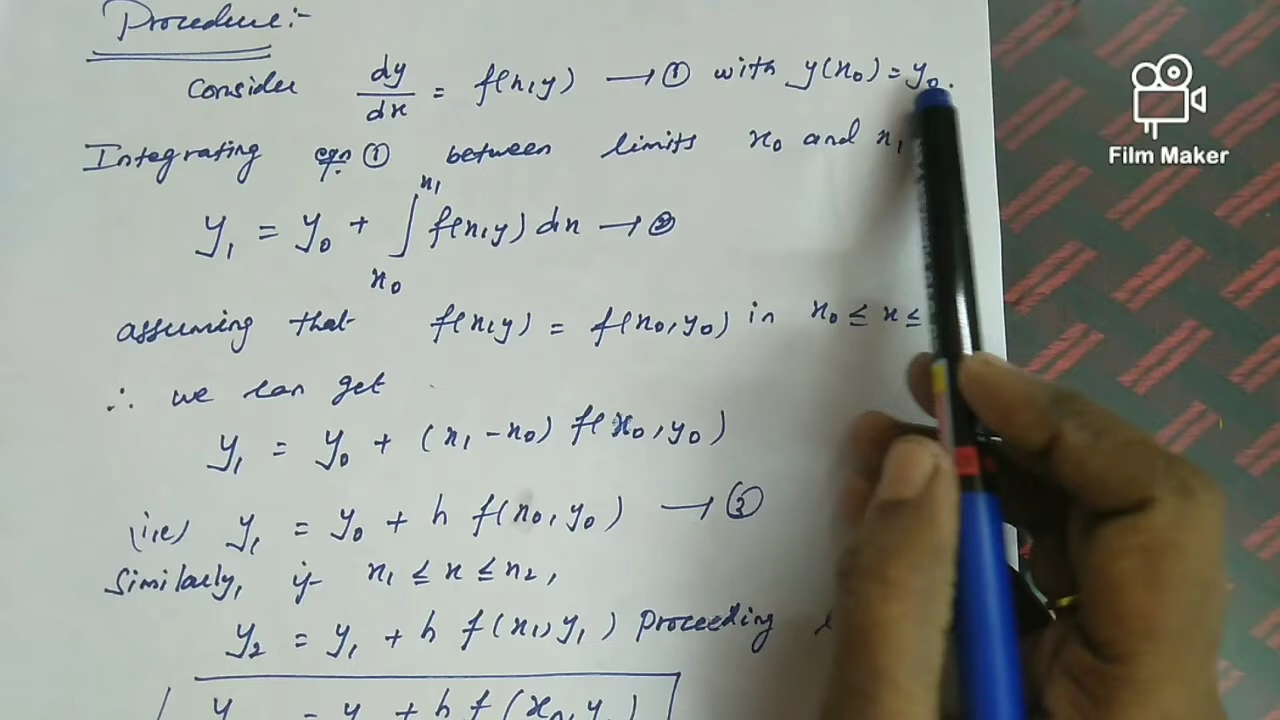 Procedure:-
Consider dy/dx = f(x,y) → ① with y(x₀) = y₀.
Integrating eqn ① between limits x₀ and x₁
y₁ = y₀ + ∫_{x₀}^{x₁} f(x,y) dx → ②
assuming that f(x,y) = f(x₀,y₀) in x₀ ≤ x ≤
∴ we can get
y₁ = y₀ + (x₁ - x₀) f(x₀,y₀)
(i.e) y₁ = y₀ + h f(x₀,y₀) → ③
Similarly, if x₁ ≤ x ≤ x₂,
y₂ = y₁ + h f(x₁,y₁) Proceeding
Film Maker